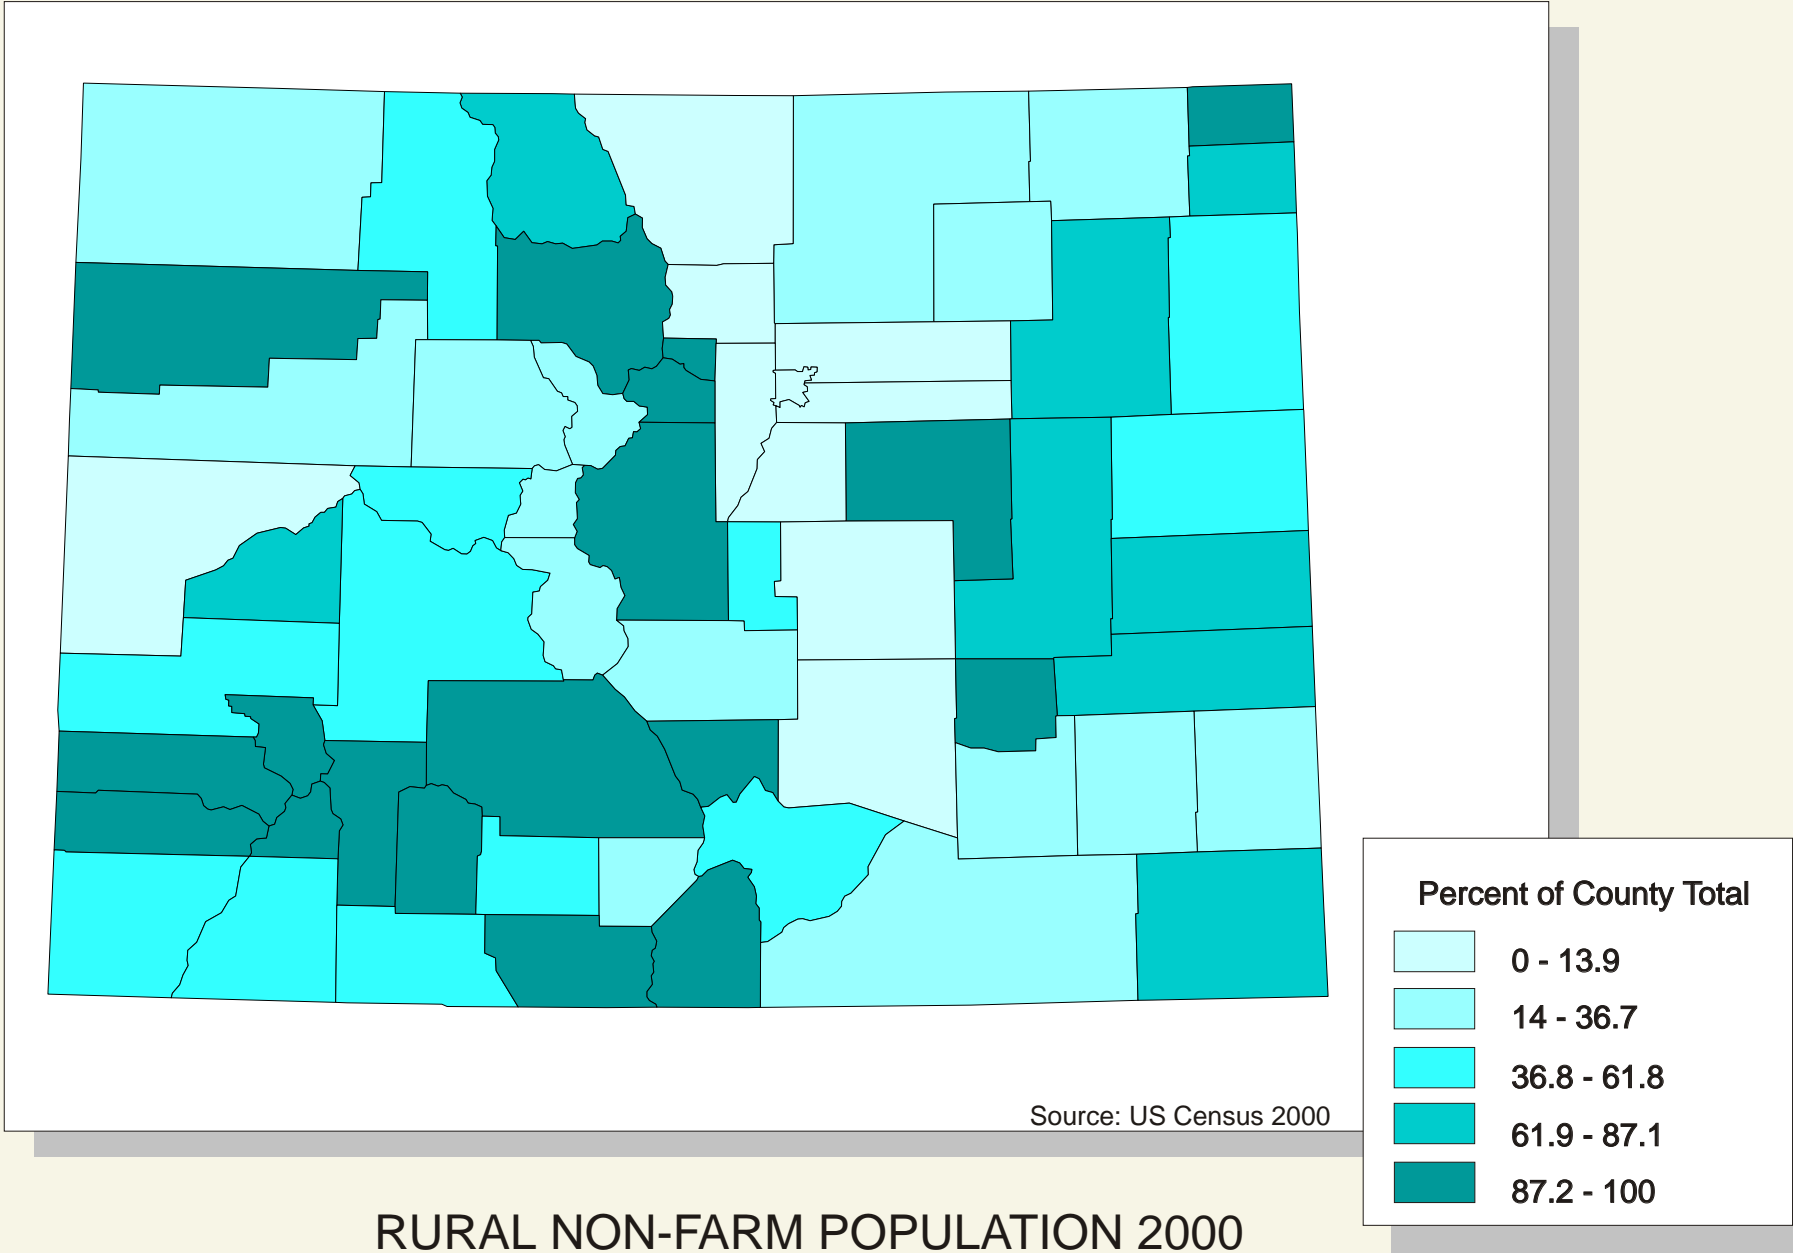 Percent of County Total
0 - 13.9
14 - 36.7
36.8 - 61.8
61.9 - 87.1
87.2 - 100
Source: US Census 2000
RURAL NON-FARM POPULATION 2000